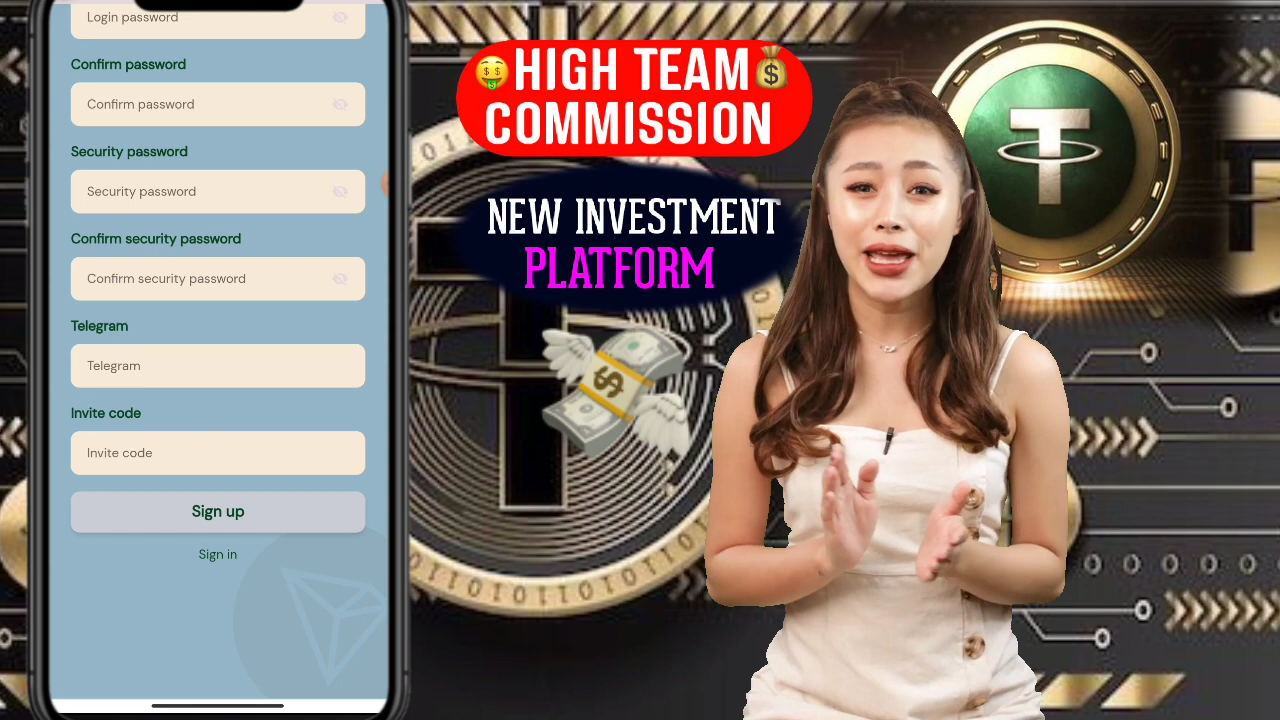 Login password
Confirm password
Confirm password
Security password
Security password
Confirm security password
Confirm security password
Telegram
Telegram
Invite code
Invite code
Sign up
Sign in
🤑HIGH TEAM💰
COMMISSION
NEW INVESTMENT
PLATFORM